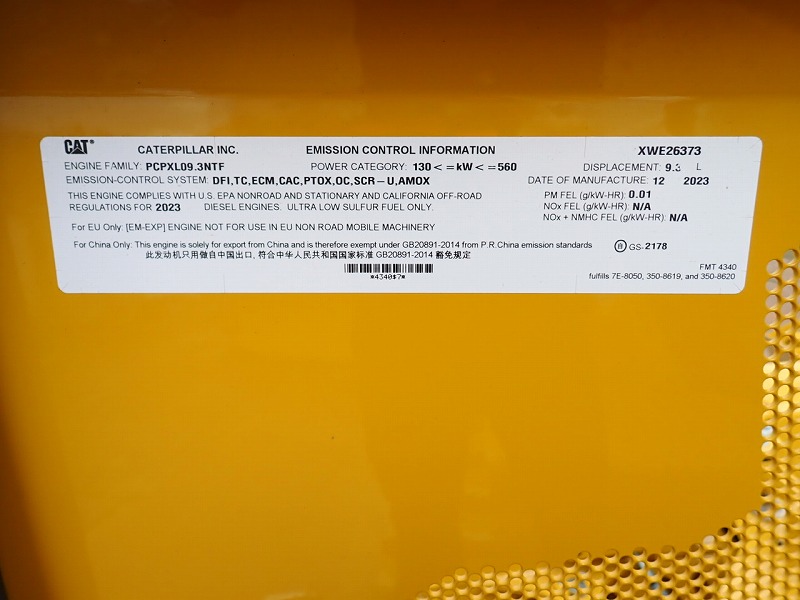 CAT® CATERPILLAR INC. EMISSION CONTROL INFORMATION XWE26373
ENGINE FAMILY: PCPXL09.3NTF POWER CATEGORY: 130<=kW<=560 DISPLACEMENT: 9.3 L
EMISSION-CONTROL SYSTEM: DFI,TC,ECM,CAC,PTOX,OC,SCR-U,AMOX DATE OF MANUFACTURE: 12 2023
THIS ENGINE COMPLIES WITH U.S. EPA NONROAD AND STATIONARY AND CALIFORNIA OFF-ROAD
REGULATIONS FOR 2023 DIESEL ENGINES. ULTRA LOW SULFUR FUEL ONLY.
PM FEL (g/kW-HR): 0.01
NOx FEL (g/kW-HR): N/A
NOx + NMHC FEL (g/kW-HR): N/A
For EU Only: [EM-EXP] ENGINE NOT FOR USE IN EU NON ROAD MOBILE MACHINERY
For China Only: This engine is solely for export from China and is therefore exempt under GB20891-2014 from P.R.China emission standards GS-2178
此发动机只用做自中国出口, 符合中华人民共和国国家标准 GB20891-2014 豁免规定
*4340$7*
FMT 4340
fulfills 7E-8050, 350-8619, and 350-8620